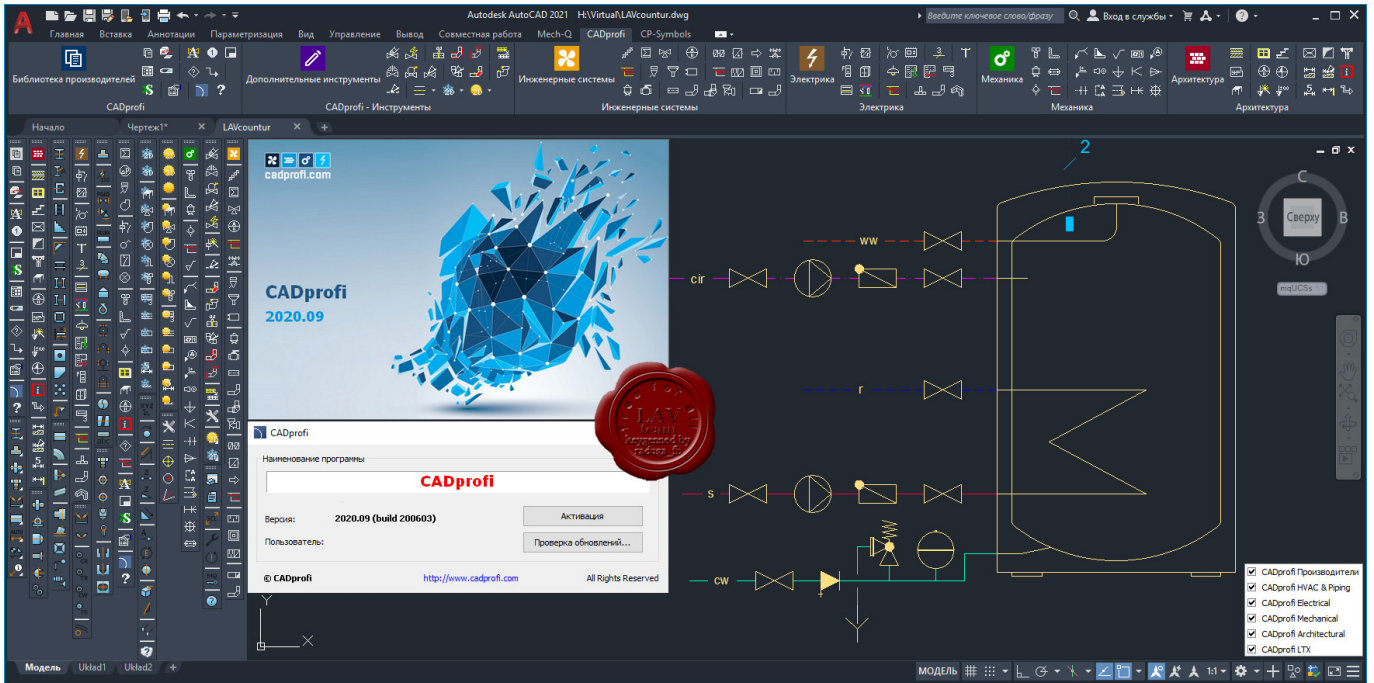 Autodesk AutoCAD 2021 H:\Virtual\LAVcountur.dwg
Введите ключевое слово/фразу
Вход в службы
Главная Вставка Аннотации Параметризация Вид Управление Вывод Совместная работа Mech-Q CADprofi CP-Symbols
Библиотека производителей
Дополнительные инструменты
Инженерные системы
Электрика
Механика
Архитектура
CADprofi
CADprofi - Инструменты
Инженерные системы
Электрика
Механика
Архитектура
Начало
Чертеж1*
LAVcountur
cadprofi.com
CADprofi
2020.09
2
ww
cir
r
s
cw
С
З
Сверху
В
Ю
mqUCSs
LAV
team
keygenned by
CADprofi
Наименование программы
CADprofi
Версия: 2020.09 (build 200603)
Активация
Пользователь:
Проверка обновлений...
© CADprofi http://www.cadprofi.com All Rights Reserved
Y
X
CADprofi Производители
CADprofi HVAC & Piping
CADprofi Electrical
CADprofi Mechanical
CADprofi Architectural
CADprofi LTX
Модель Układ1 Układ2
МОДЕЛЬ
1:1